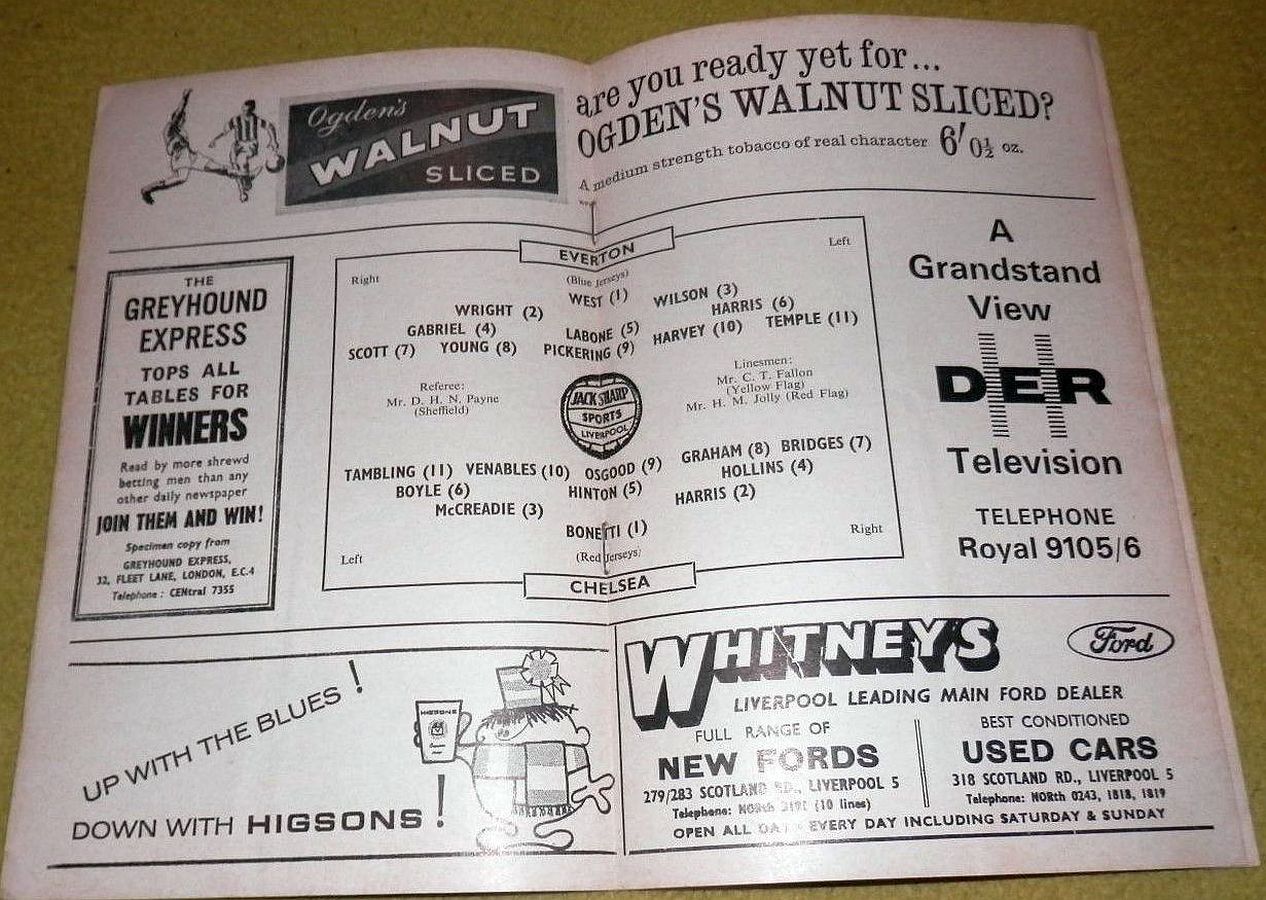 Ogden's
WALNUT
SLICED
are you ready yet for...
OGDEN'S WALNUT SLICED?
A medium strength tobacco of real character 6/0½ oz.
THE
GREYHOUND
EXPRESS
TOPS ALL
TABLES FOR
WINNERS
Read by more shrewd
betting men than any
other daily newspaper
JOIN THEM AND WIN!
Specimen copy from
GREYHOUND EXPRESS,
32, FLEET LANE, LONDON, E.C.4
Telephone: CENtral 7355
EVERTON
Right
(Blue Jerseys)
Left
WEST (1)
WRIGHT (2) WILSON (3)
GABRIEL (4) LABONE (5) HARRIS (6)
SCOTT (7) YOUNG (8) PICKERING (9) HARVEY (10) TEMPLE (11)
Referee:
Mr. D. H. N. Payne
(Sheffield)
JACK SHARP
SPORTS
LIVERPOOL
Linesmen:
Mr. C. T. Fallon
(Yellow Flag)
Mr. H. M. Jolly (Red Flag)
TAMBLING (11) VENABLES (10) OSGOOD (9) GRAHAM (8) BRIDGES (7)
BOYLE (6) HINTON (5) HOLLINS (4)
McCREADIE (3) HARRIS (2)
BONETTI (1)
Left
(Red Jerseys)
Right
CHELSEA
A
Grandstand
View
DER
Television
TELEPHONE
Royal 9105/6
UP WITH THE BLUES!
DOWN WITH HIGSONS!
HIGSONS
WHITNEYS
Ford
LIVERPOOL LEADING MAIN FORD DEALER
FULL RANGE OF
NEW FORDS
279/283 SCOTLAND RD., LIVERPOOL 5
Telephone: NORth (10 lines)
BEST CONDITIONED
USED CARS
318 SCOTLAND RD., LIVERPOOL 5
Telephone: NORth 0243, 1818, 1819
OPEN ALL DAY EVERY DAY INCLUDING SATURDAY & SUNDAY